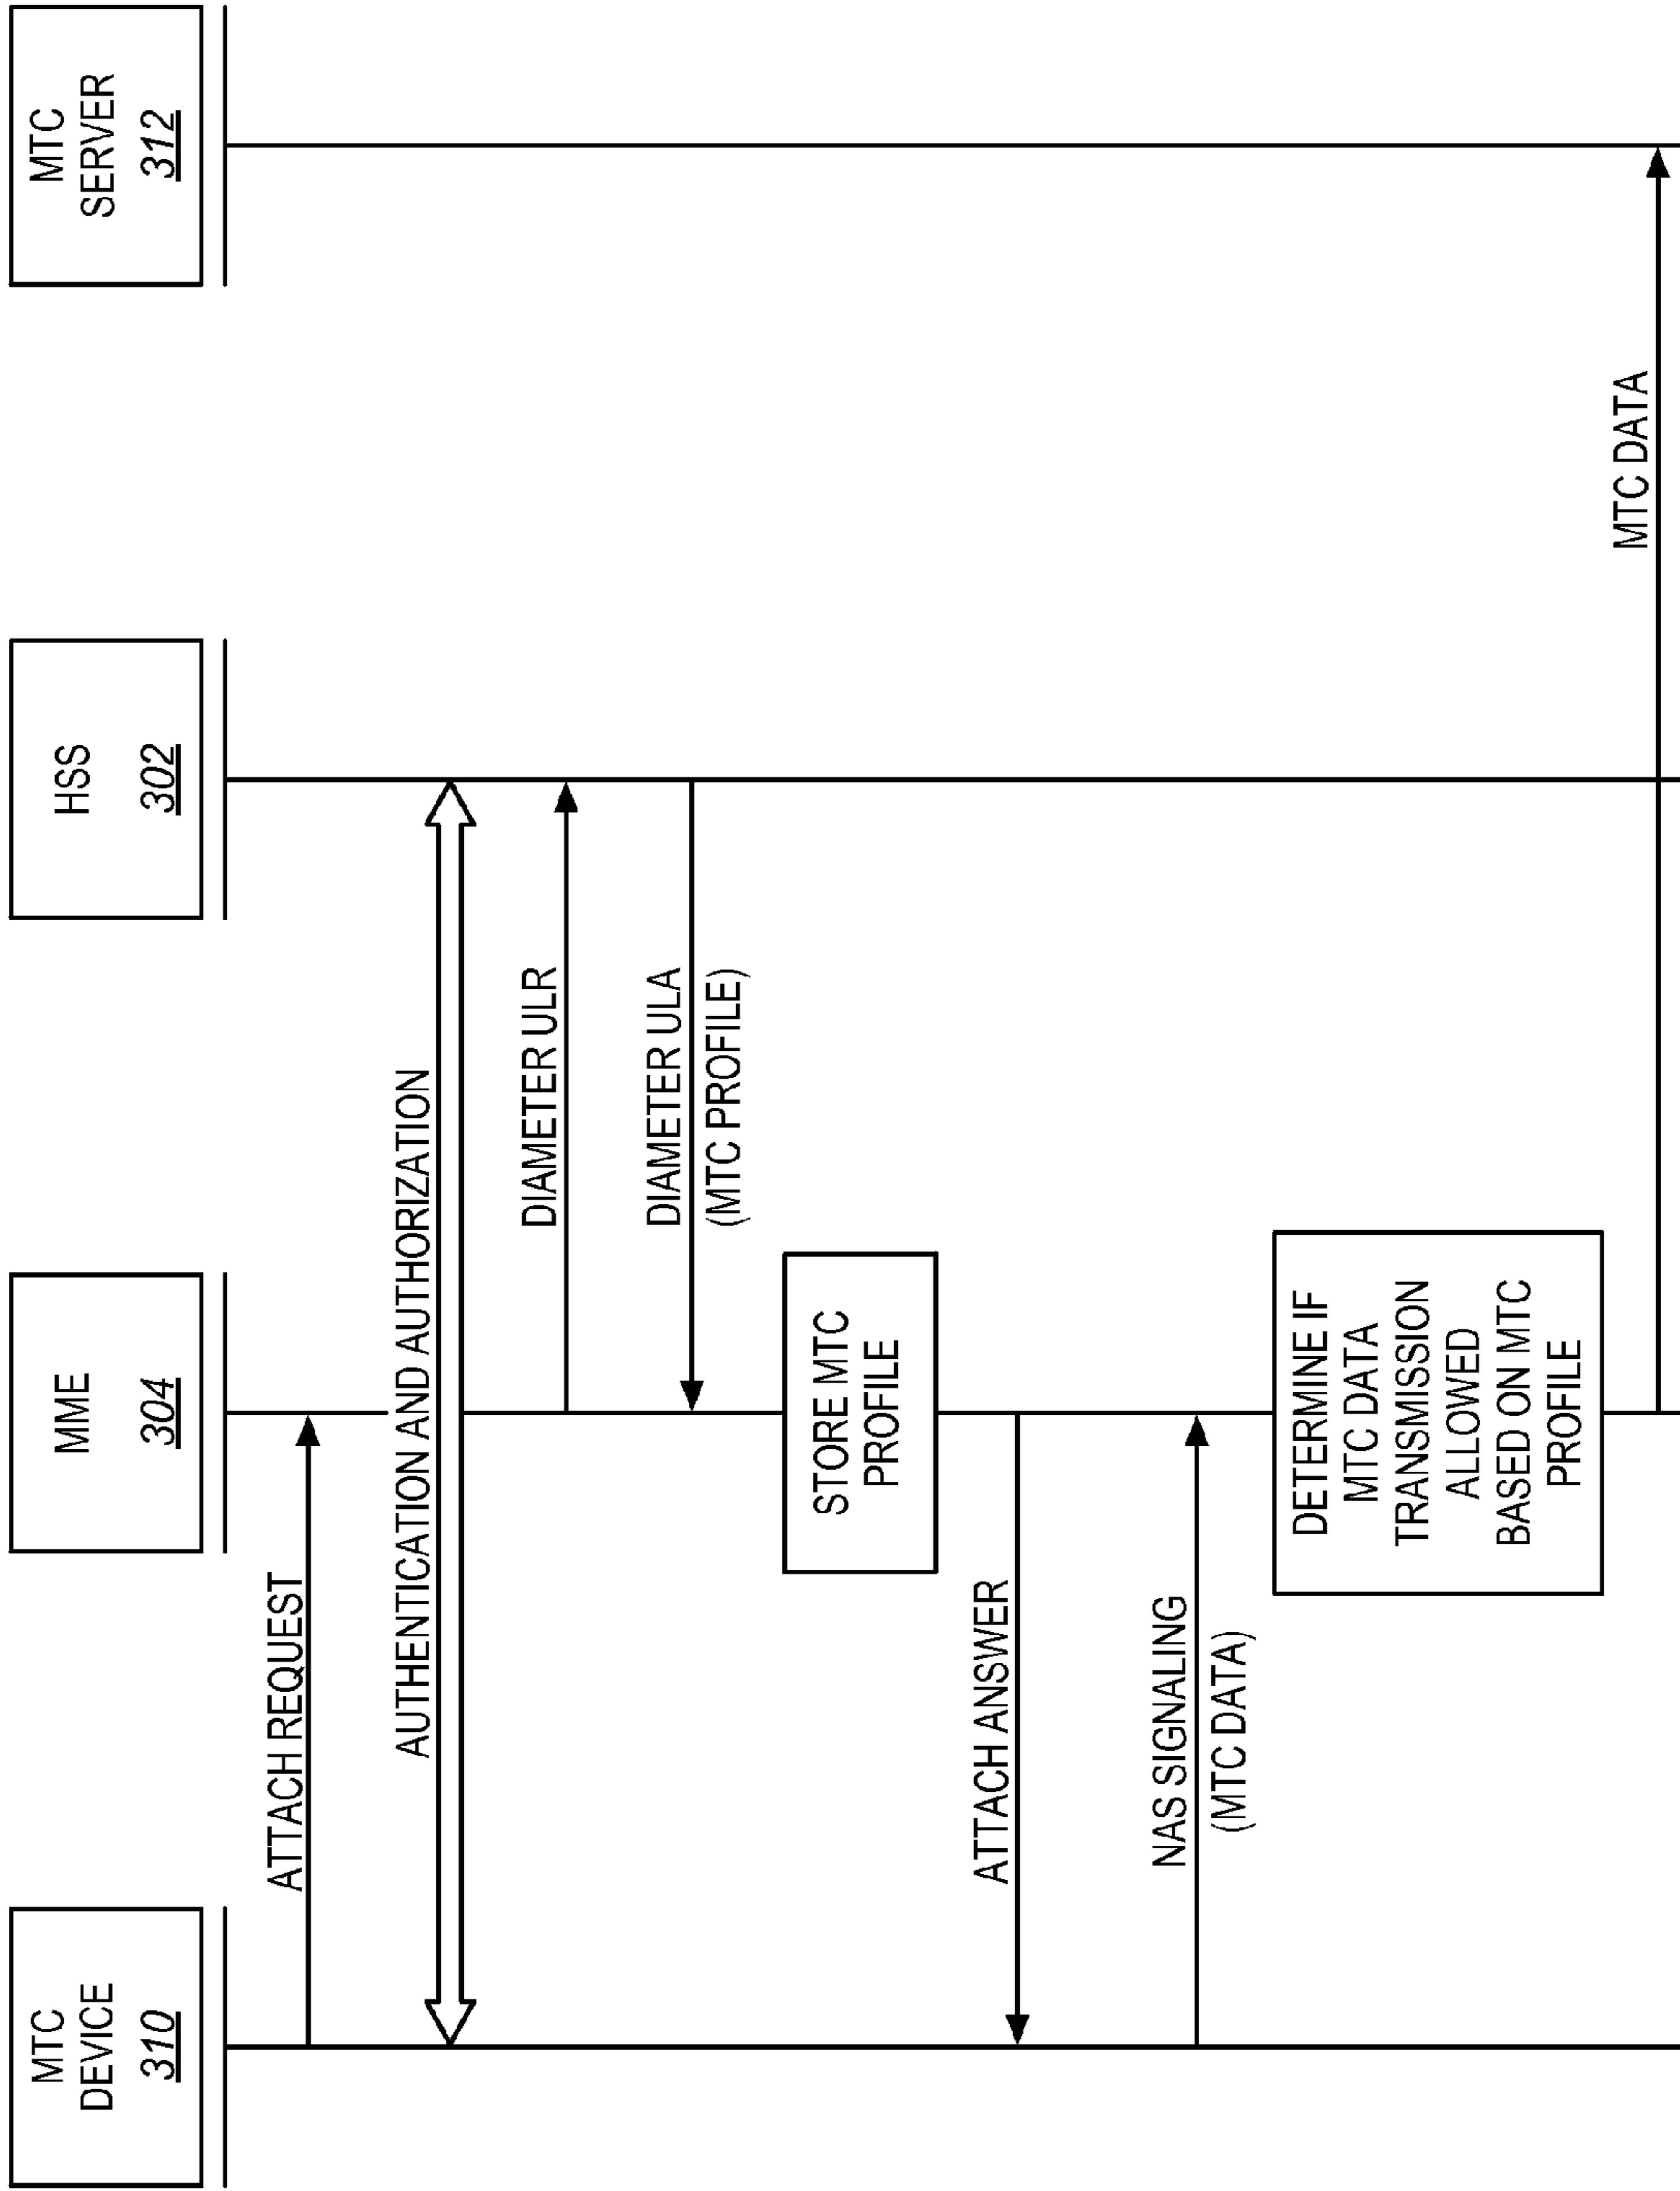 MTC
DEVICE
310
MME
304
HSS
302
MTC
SERVER
312
ATTACH REQUEST
AUTHENTICATION AND AUTHORIZATION
DIAMETER ULR
DIAMETER ULA
(MTC PROFILE)
STORE MTC
PROFILE
ATTACH ANSWER
NAS SIGNALING
(MTC DATA)
DETERMINE IF
MTC DATA
TRANSMISSION
ALLOWED
BASED ON MTC
PROFILE
MTC DATA